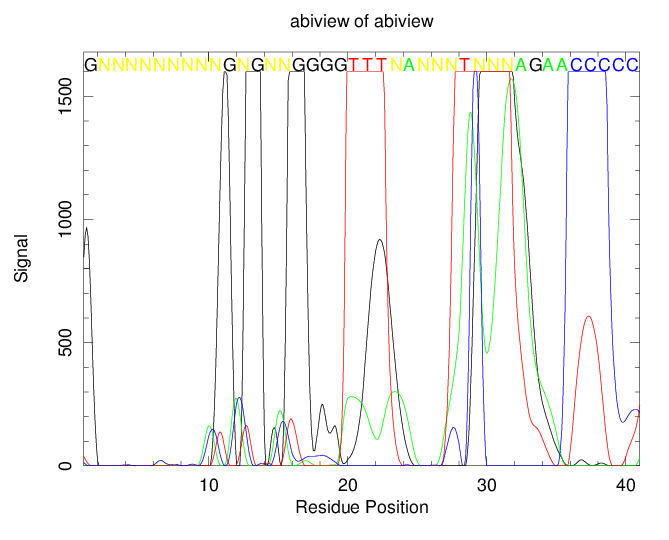 abiview of abiview
GNNNNNNNNNGNGNNGGGGTTTNANNNTNNNAGAACCCCC
1500
1000
500
0
Signal
10 20 30 40
Residue Position